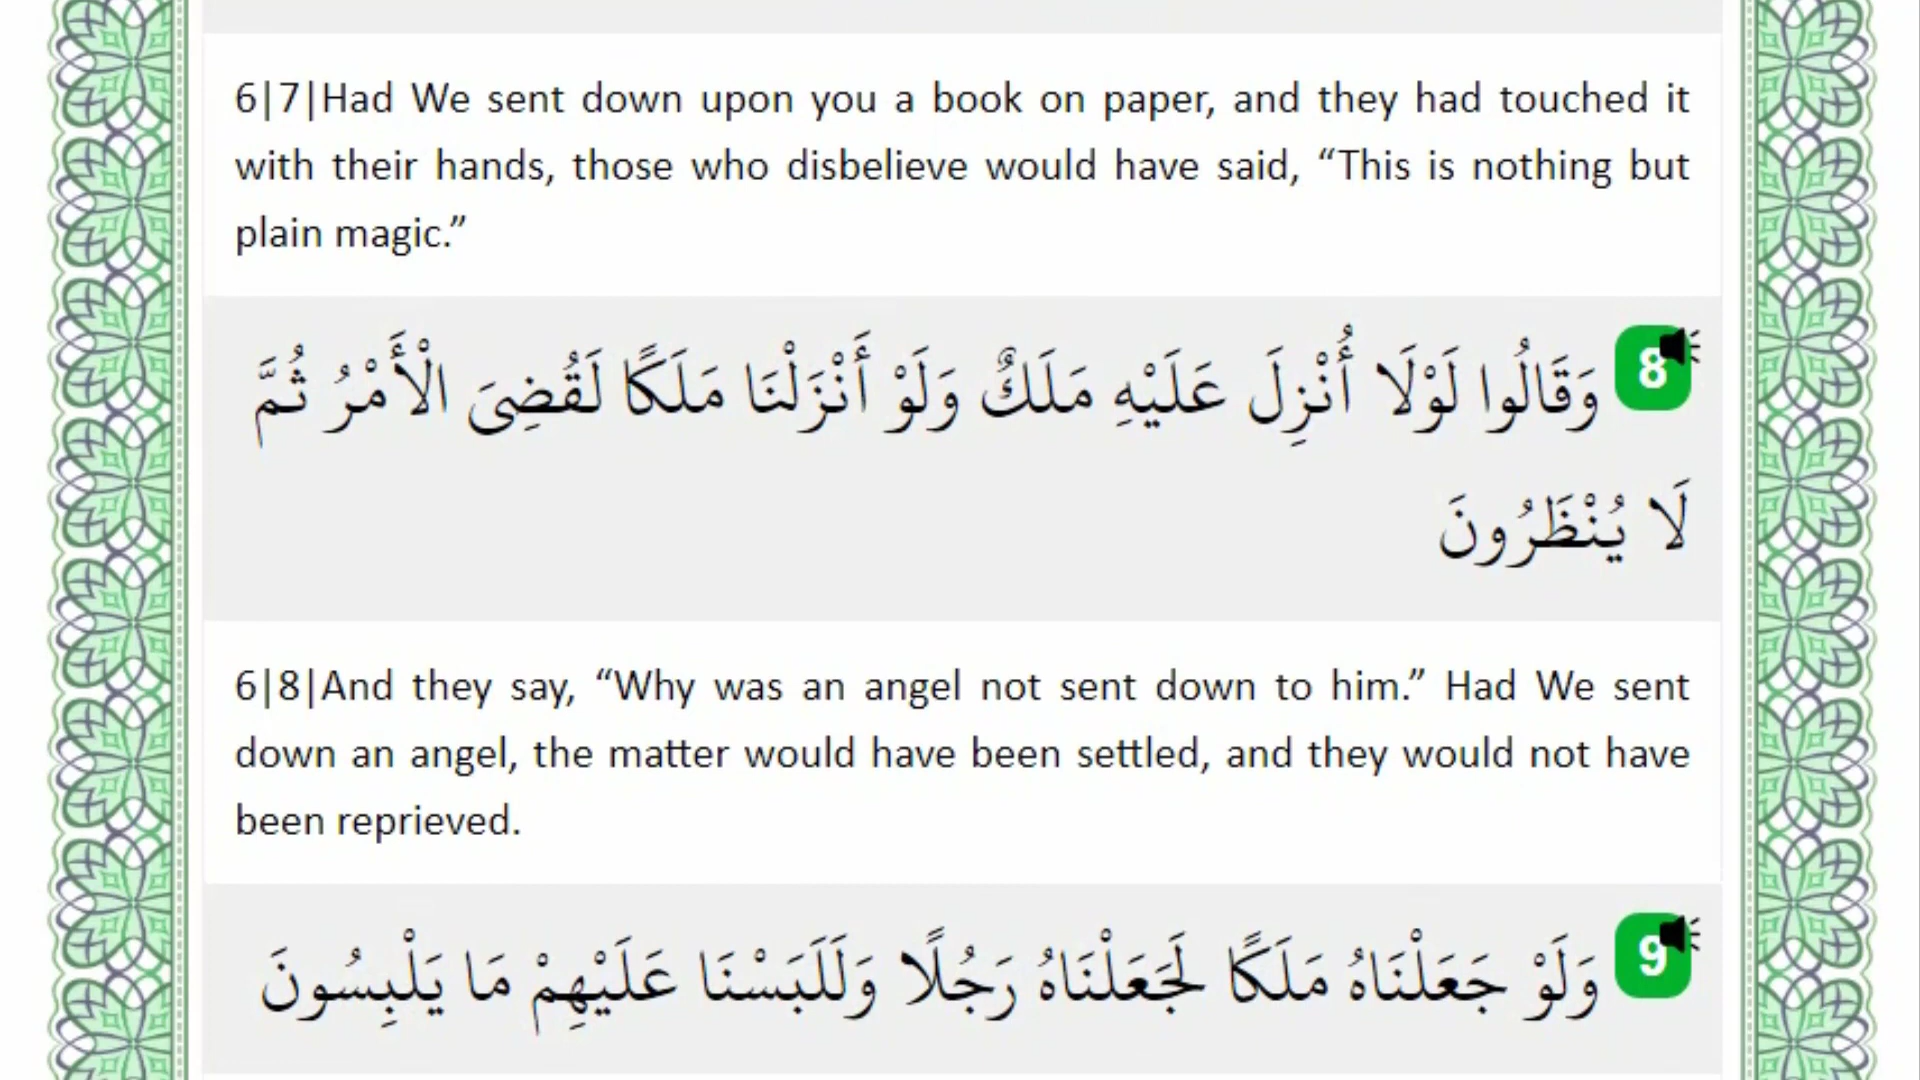 6|7|Had We sent down upon you a book on paper, and they had touched it
with their hands, those who disbelieve would have said, “This is nothing but
plain magic.”
8 وَقَالُوا لَوْلَا أُنْزِلَ عَلَيْهِ مَلَكٌ وَلَوْ أَنْزَلْنَا مَلَكًا لَقُضِىَ الْأَمْرُ ثُمَّ
لَا يُنْظَرُونَ
6|8|And they say, “Why was an angel not sent down to him.” Had We sent
down an angel, the matter would have been settled, and they would not have
been reprieved.
9 وَلَوْ جَعَلْنَاهُ مَلَكًا لَجَعَلْنَاهُ رَجُلًا وَلَلَبَسْنَا عَلَيْهِمْ مَا يَلْبِسُونَ